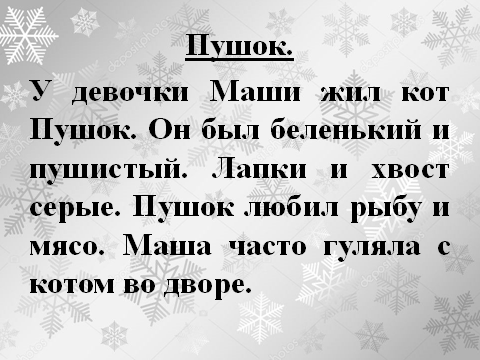 Пушок.
У девочки Маши жил кот
Пушок. Он был беленький и
пушистый. Лапки и хвост
серые. Пушок любил рыбу и
мясо. Маша часто гуляла с
котом во дворе.